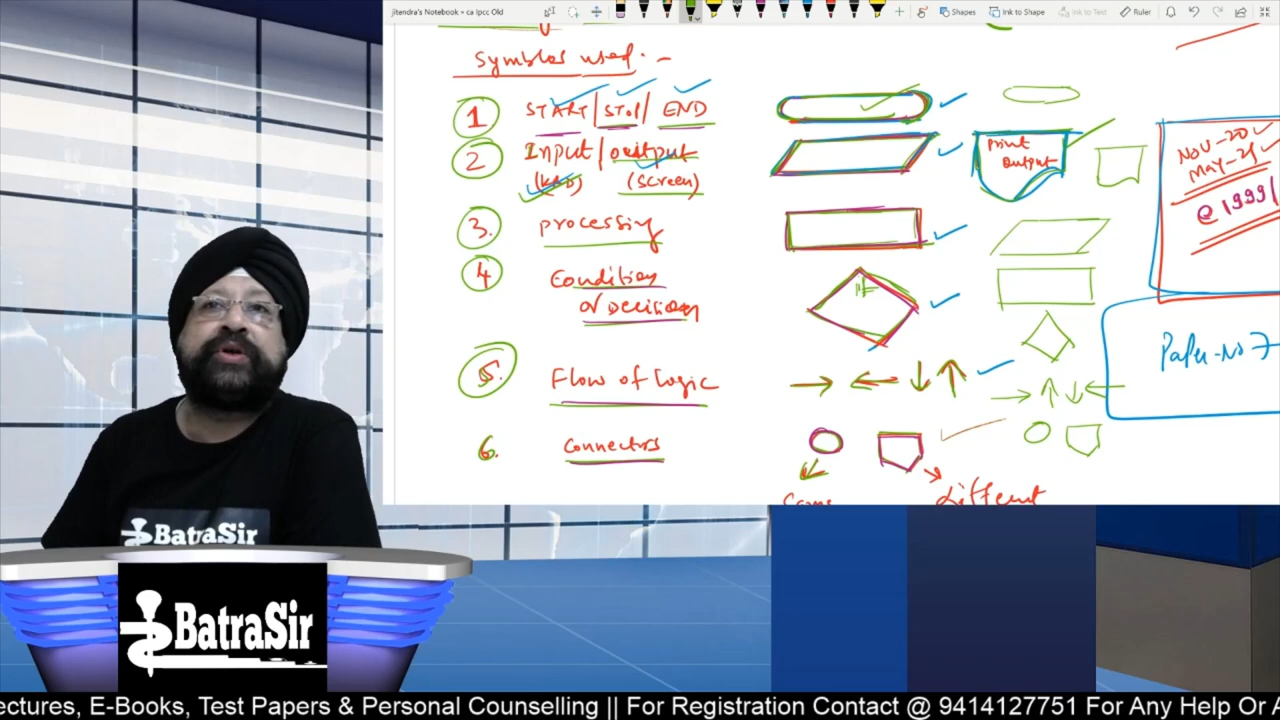 jitendra's Notebook > ca Ipcc Old
Shapes
Ink to Shape
Ink to Text
Ruler
Symbles used. -
1 START/STOP/ END
2 Input / output
(KBD) (Screen)
Print
output
3. processing
4 Condition
or Decision
IF
5. Flow of Logic
6. Connectors
different
NOV-20
MAY-21
@ 1999/
Paper-No 7
BatraSir
BatraSir
ectures, E-Books, Test Papers & Personal Counselling || For Registration Contact @ 9414127751 For Any Help Or A